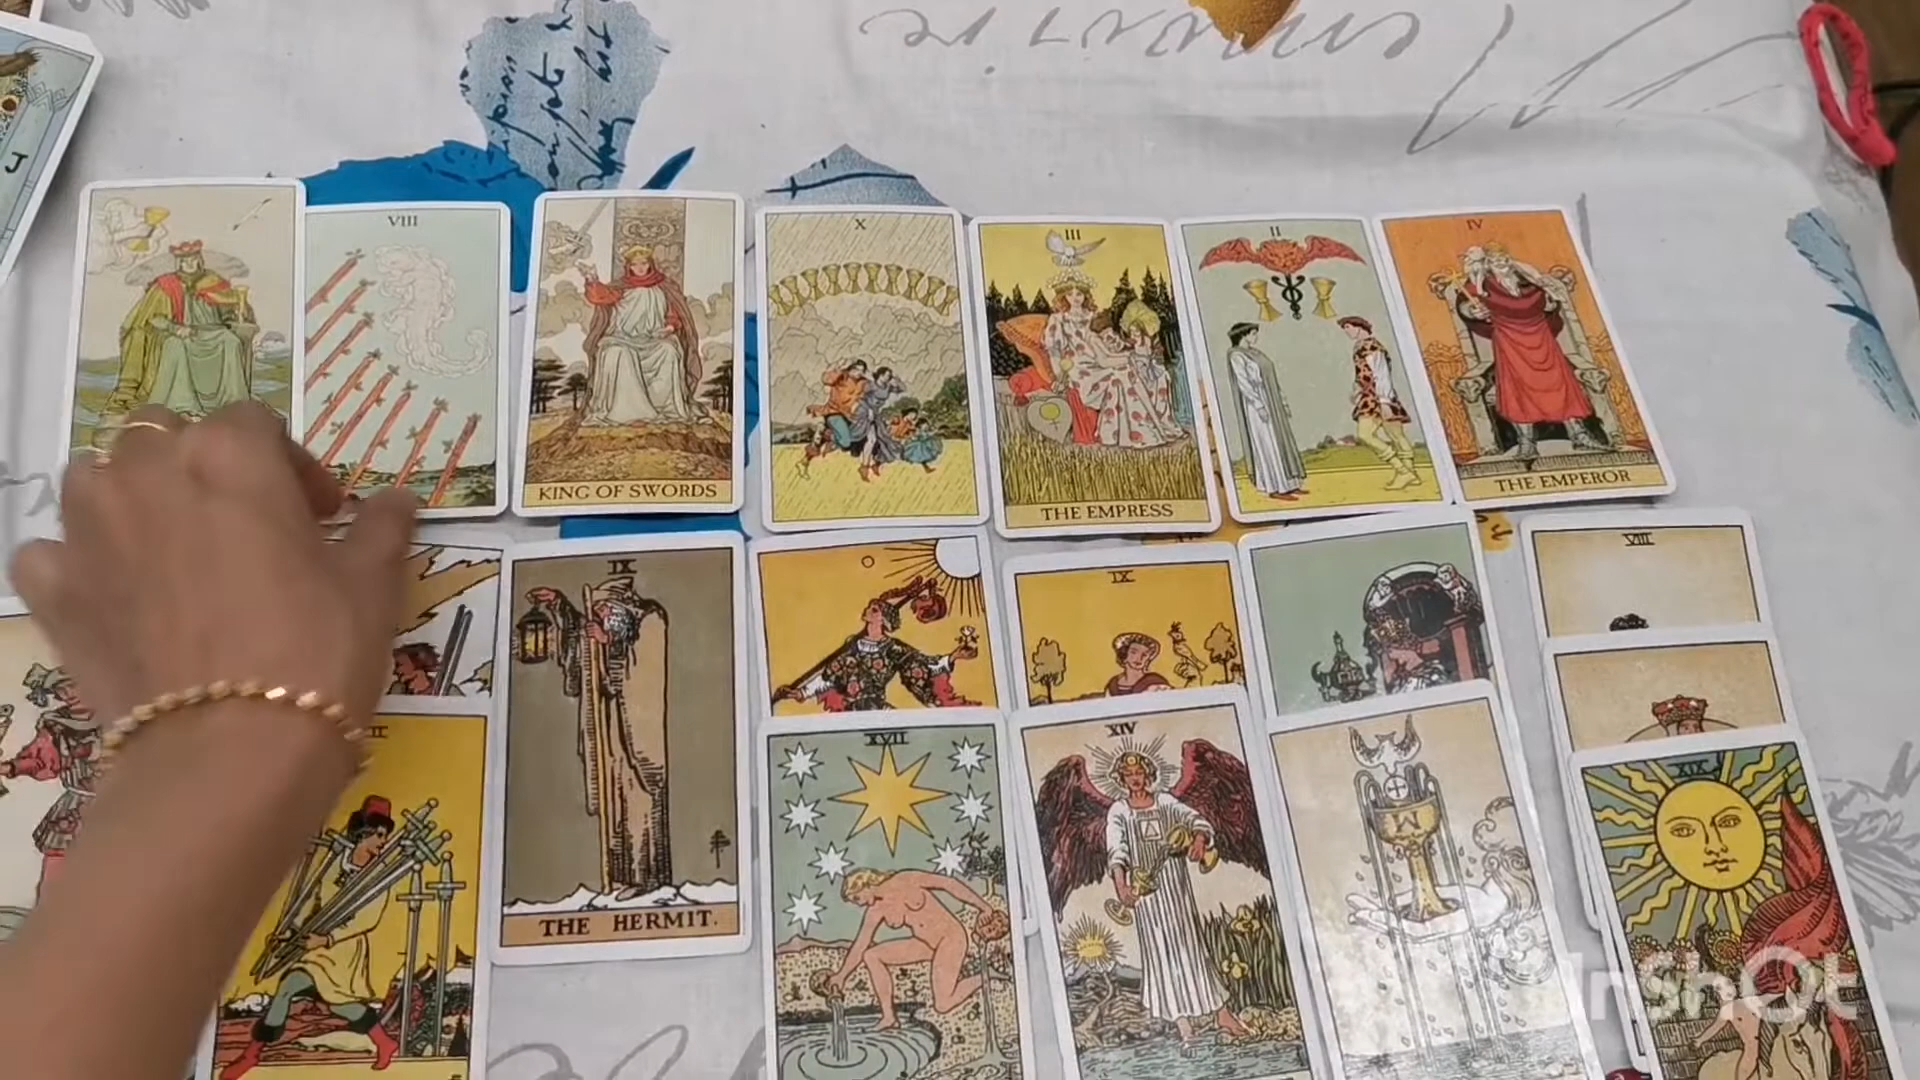 J
VIII
KING OF SWORDS
X
III
THE EMPRESS
II
IV
THE EMPEROR
IX
THE HERMIT.
IX
VIII
XVII
XIV
XIX
InShOt